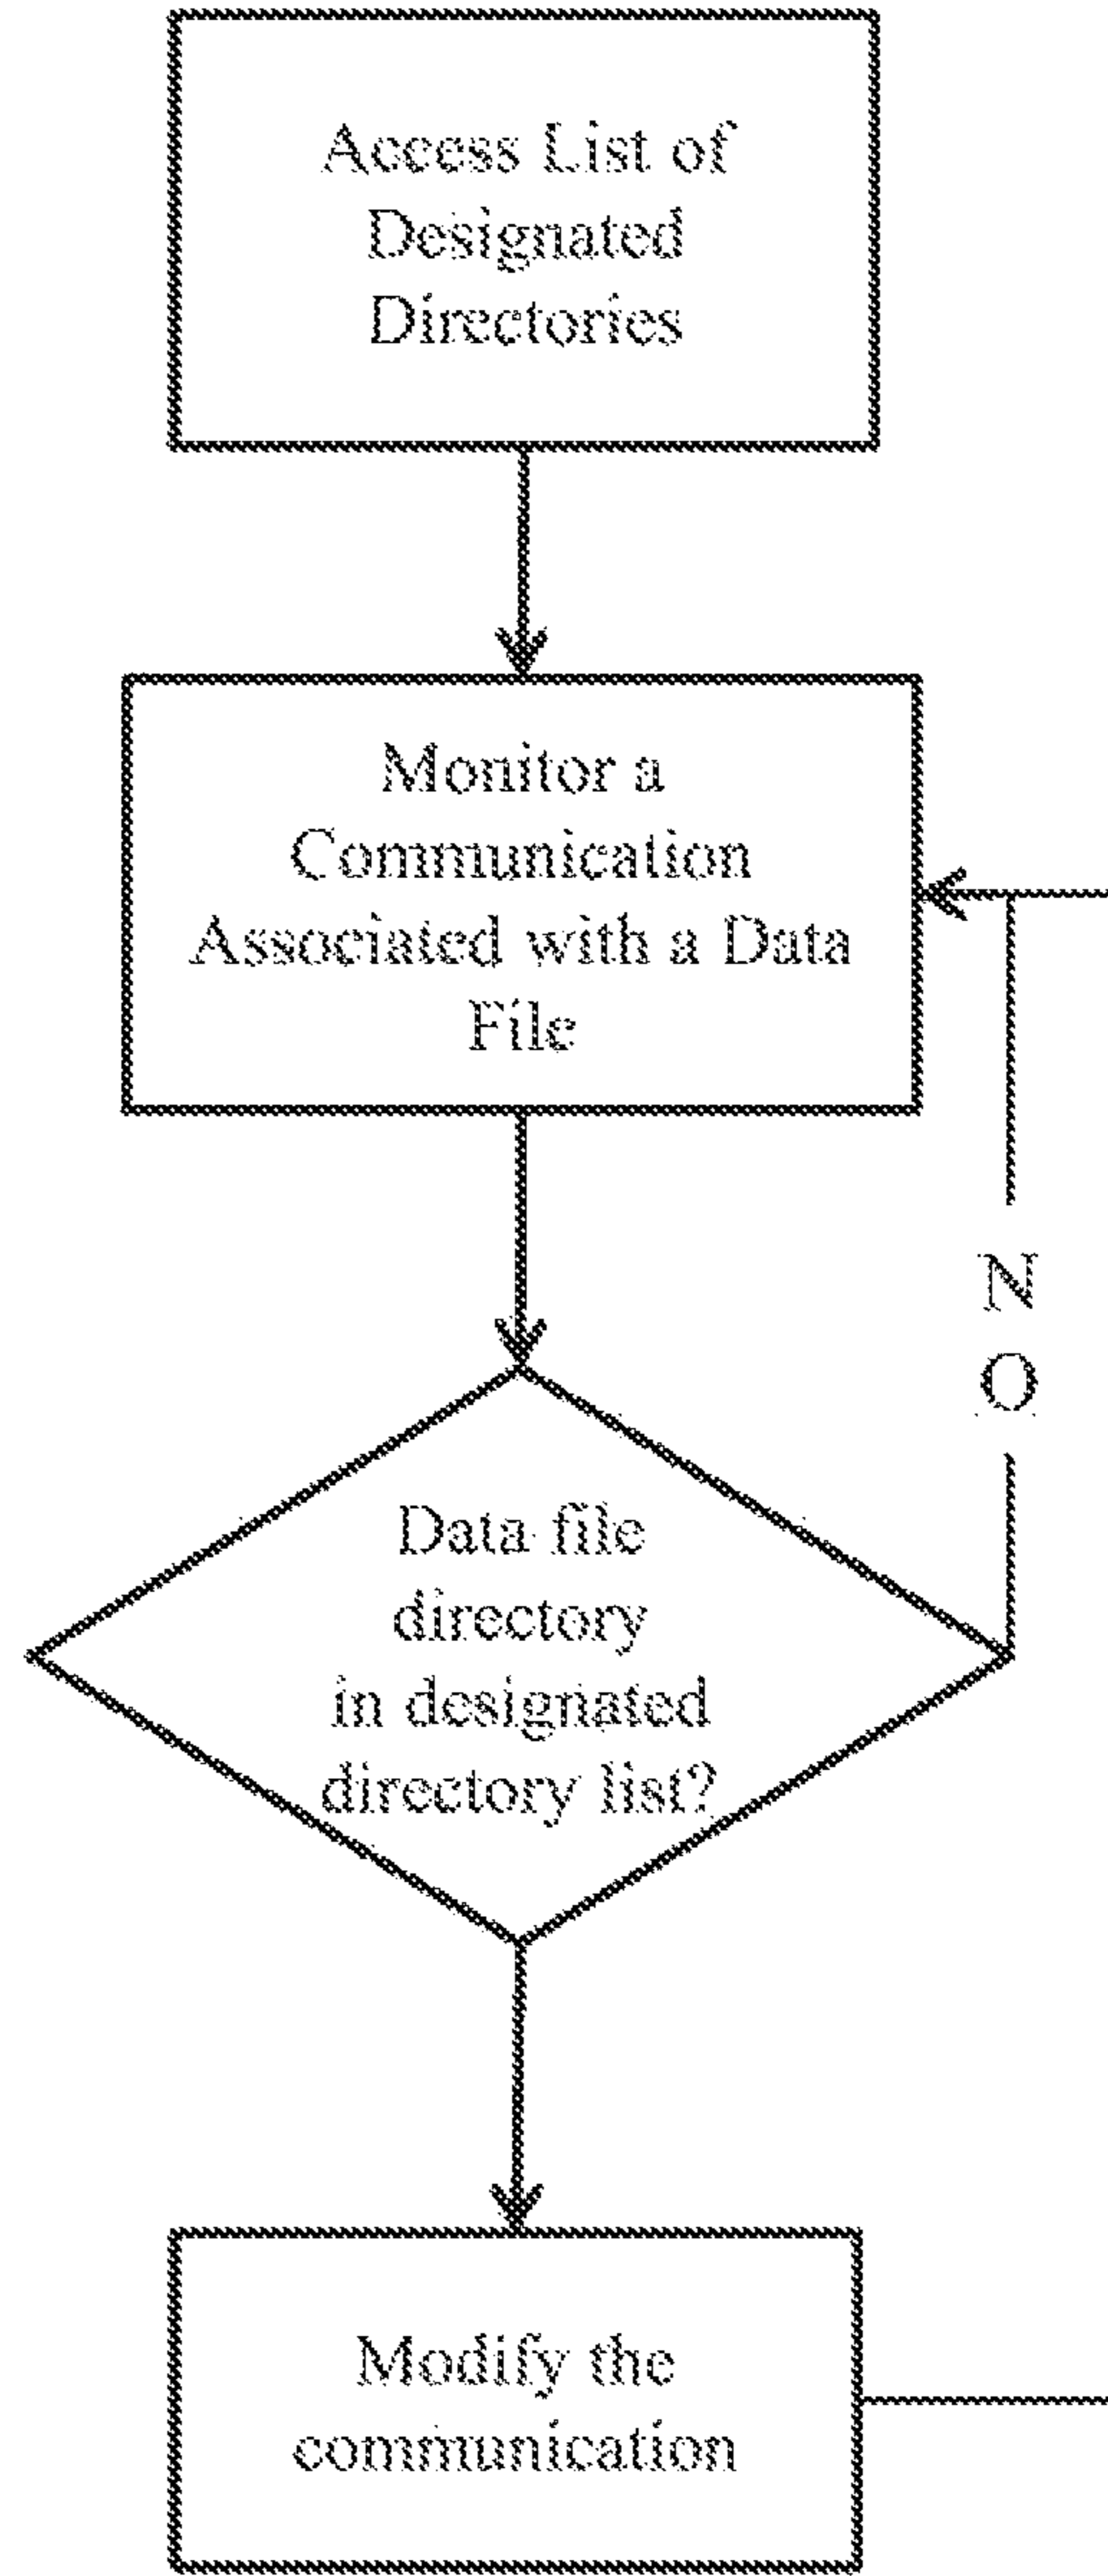 Access List of
Designated
Directories
Monitor a
Communication
Associated with a Data
File
N
O
Data file
directory
in designated
directory list?
Modify the
communication